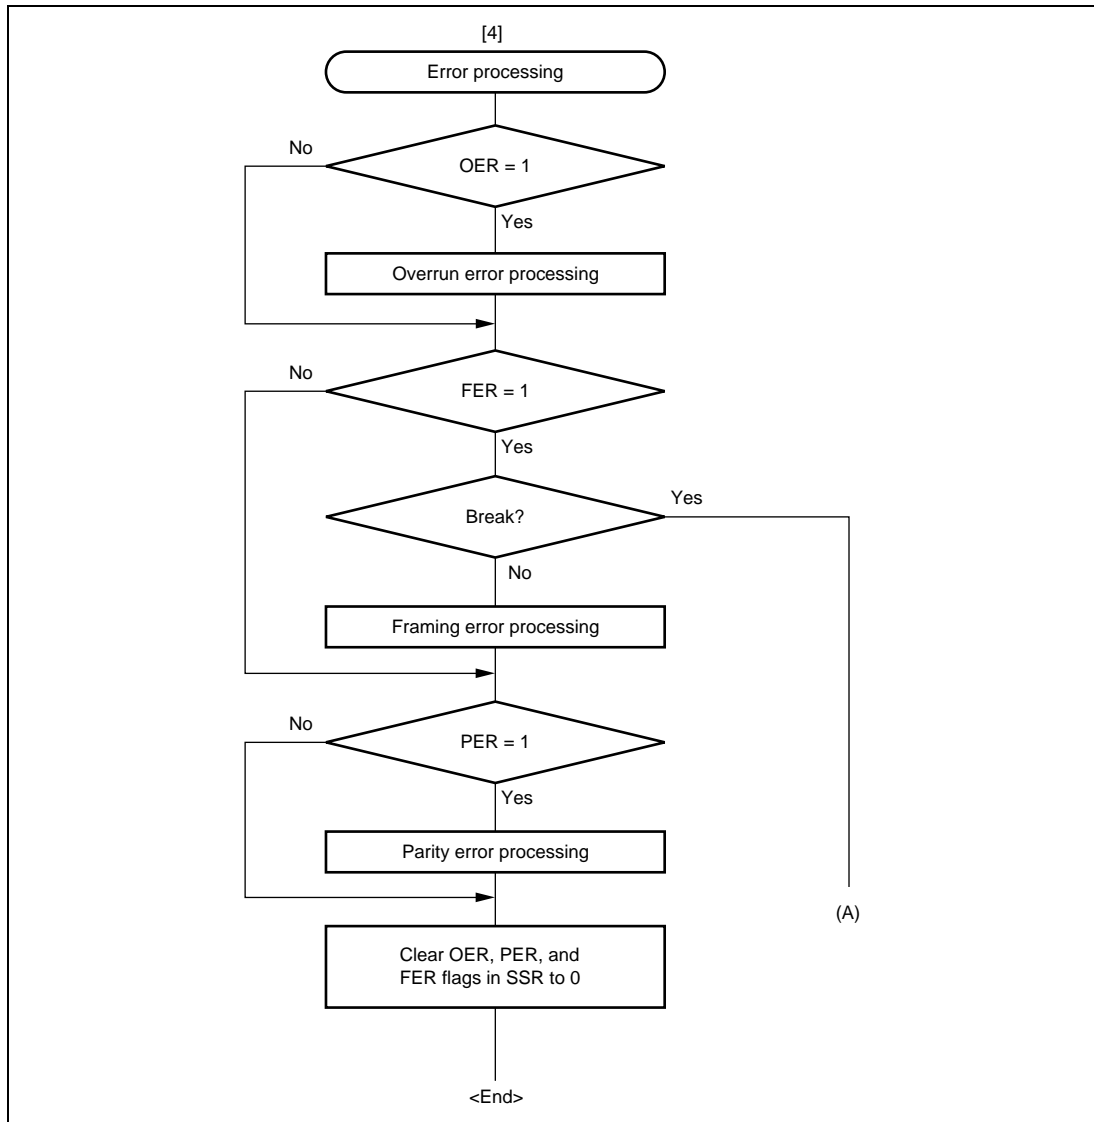 [4]
Error processing
No
OER = 1
Yes
Overrun error processing
No
FER = 1
Yes
Break?
Yes
No
Framing error processing
No
PER = 1
Yes
Parity error processing
(A)
Clear OER, PER, and
FER flags in SSR to 0
<End>